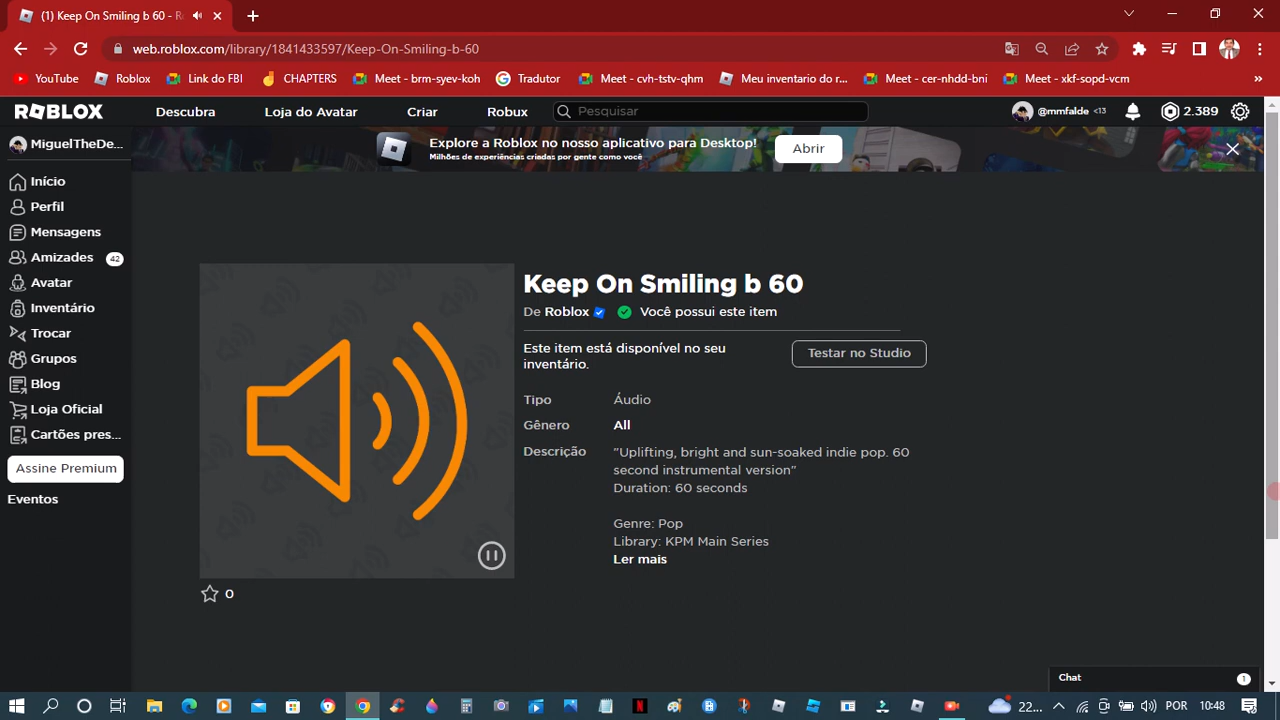 (1) Keep On Smiling b 60 - R
web.roblox.com/library/1841433597/Keep-On-Smiling-b-60
YouTube Roblox Link do FBI CHAPTERS Meet - brm-syev-koh Tradutor Meet - cvh-tstv-qhm Meu inventario do r... Meet - cer-nhdd-bni Meet - xkf-sopd-vcm »
ROBLOX Descubra Loja do Avatar Criar Robux Pesquisar @mmfalde <13 2.389
MiguelTheDe...
Explore a Roblox no nosso aplicativo para Desktop!
Milhões de experiências criadas por gente como você
Abrir
Início
Perfil
Mensagens
Amizades 42
Avatar
Inventário
Trocar
Grupos
Blog
Loja Oficial
Cartões pres...
Assine Premium
Eventos
Keep On Smiling b 60
De Roblox Você possui este item
Este item está disponível no seu
inventário.
Testar no Studio
Tipo Áudio
Gênero All
Descrição "Uplifting, bright and sun-soaked indie pop. 60
second instrumental version"
Duration: 60 seconds
Genre: Pop
Library: KPM Main Series
Ler mais
0
Chat 1
22... POR 10:48